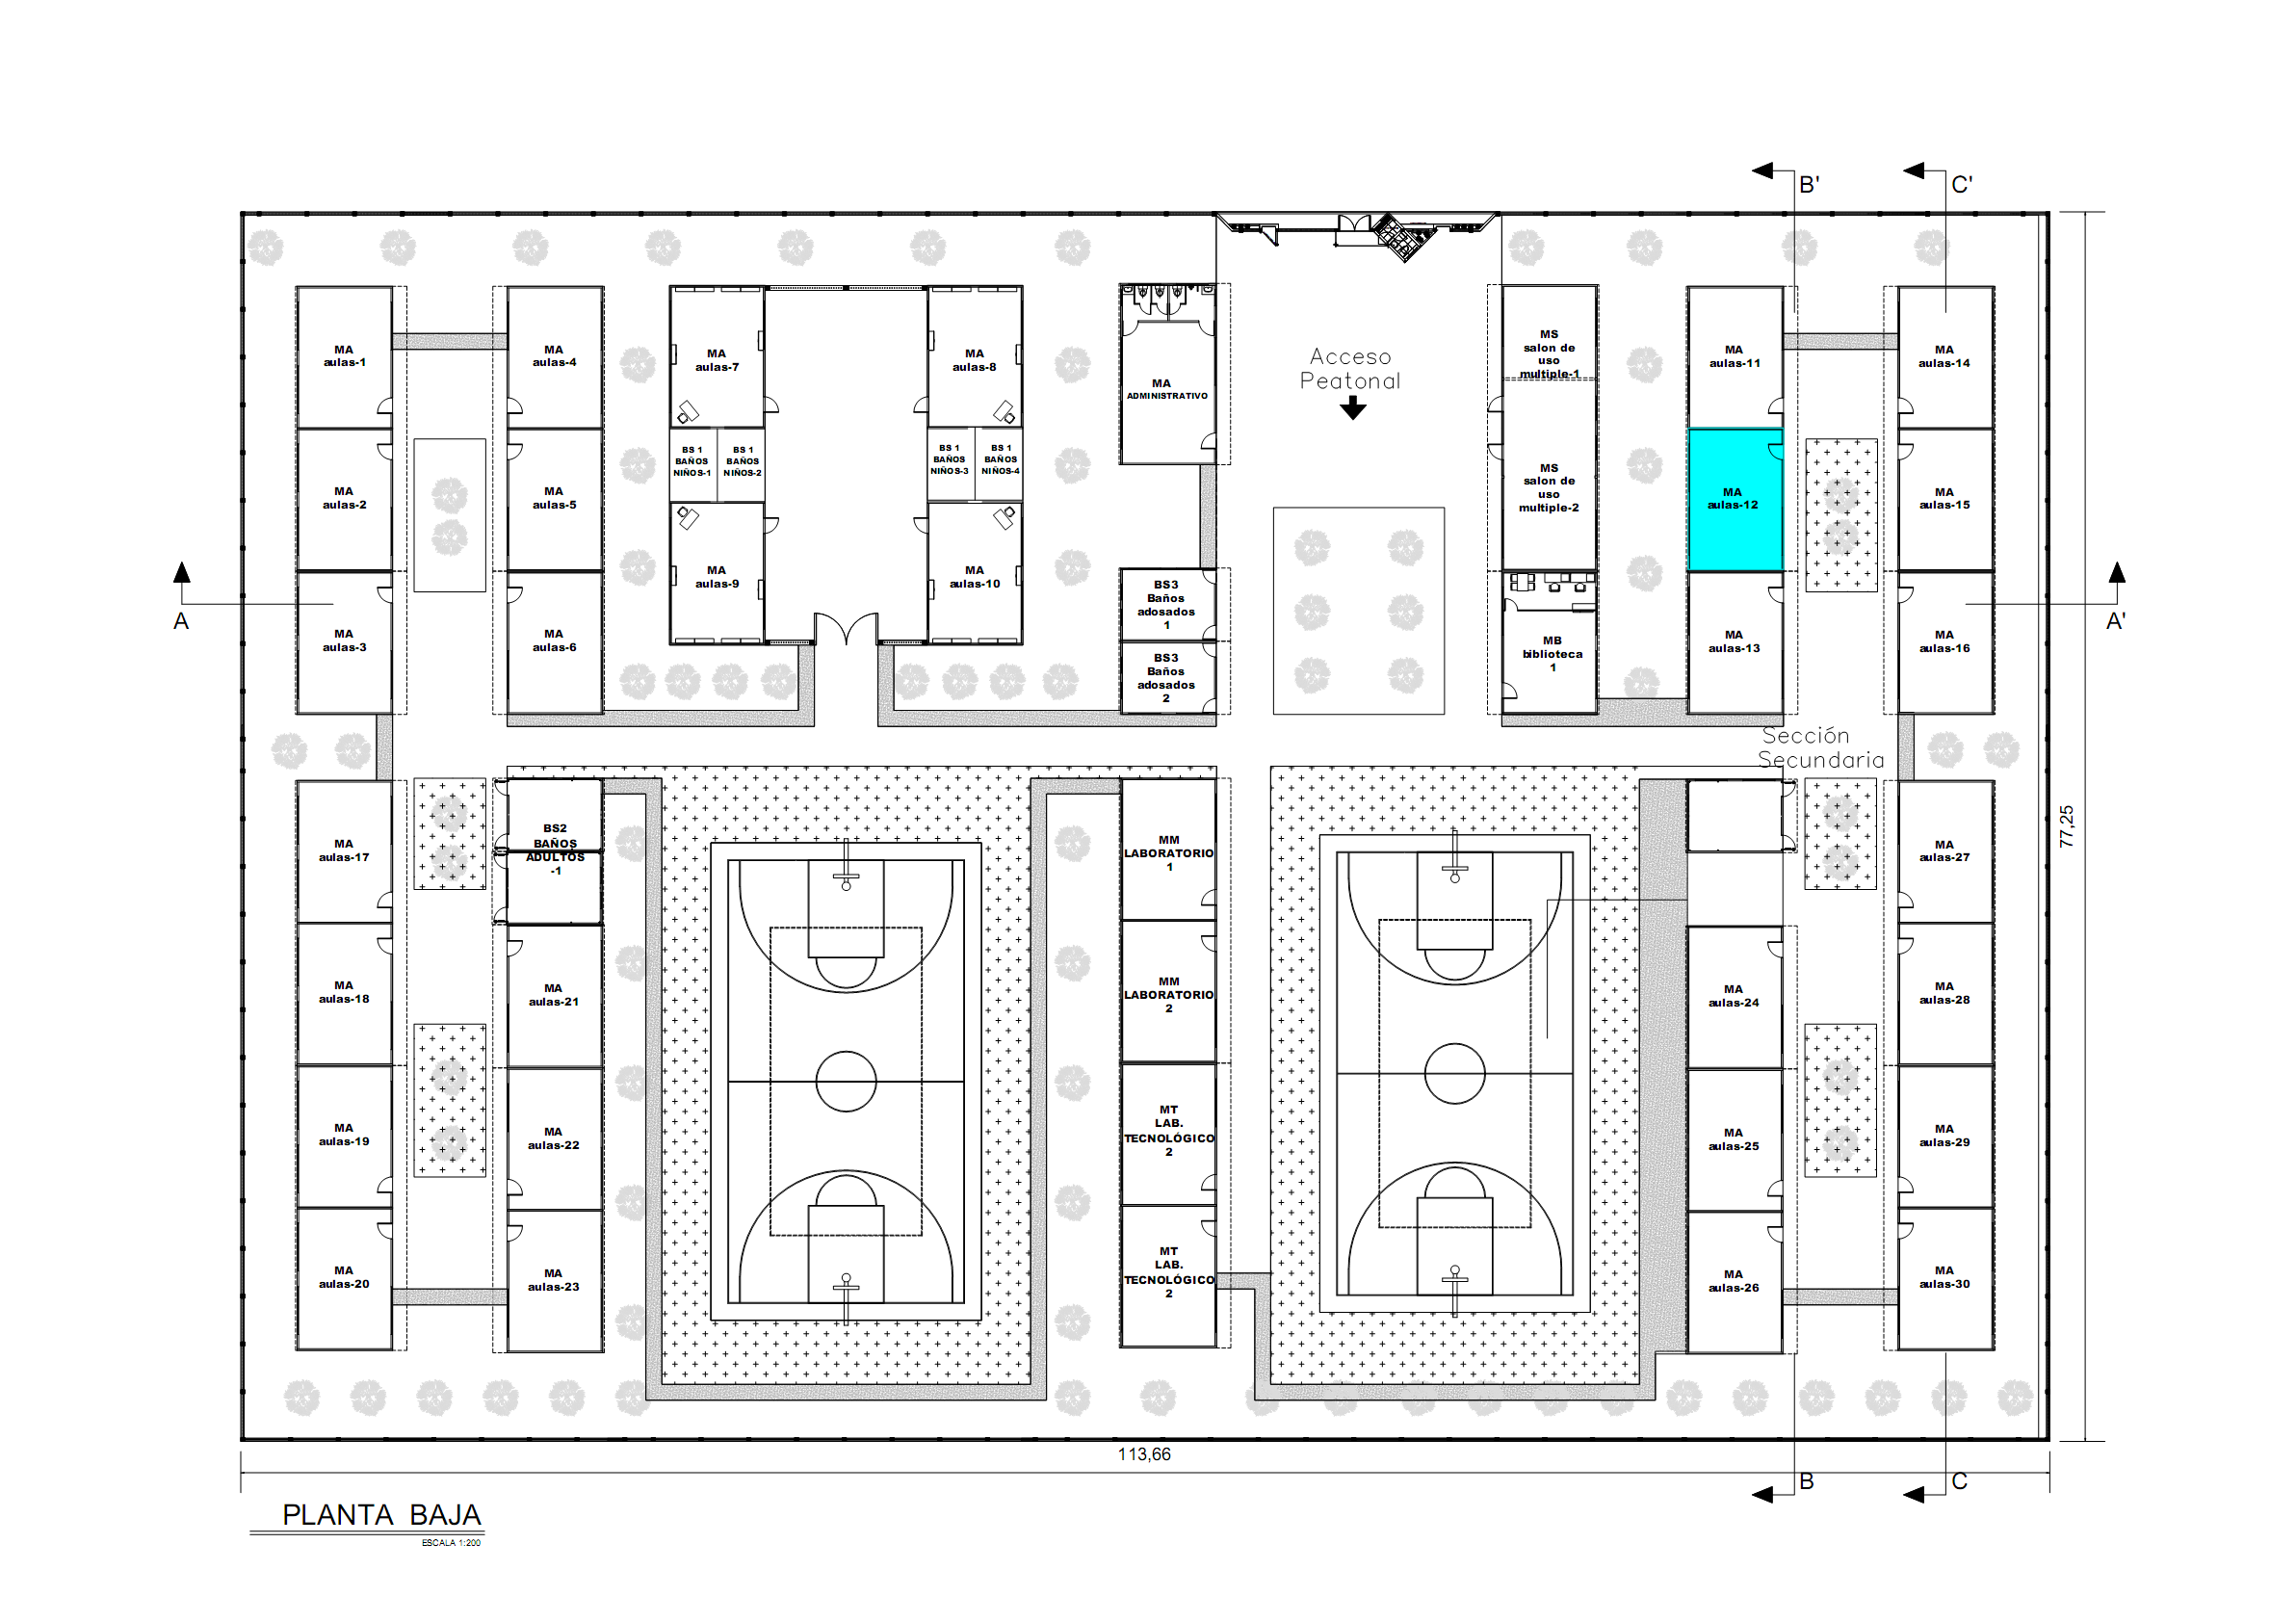 B'
C'
MA
aulas-1
MA
aulas-4
MA
aulas-7
MA
aulas-8
MA
ADMINISTRATIVO
Acceso
Peatonal
MS
salon de
uso
multiple-1
MA
aulas-11
MA
aulas-14
BS 1
BAÑOS
NIÑOS-1
BS 1
BAÑOS
NIÑOS-2
BS 1
BAÑOS
NIÑOS-3
BS 1
BAÑOS
NIÑOS-4
MA
aulas-2
MA
aulas-5
MS
salon de
uso
multiple-2
MA
aulas-12
MA
aulas-15
MA
aulas-9
MA
aulas-10
BS3
Baños
adosados
1
A
A'
MA
aulas-3
MA
aulas-6
MB
biblioteca
1
MA
aulas-13
MA
aulas-16
BS3
Baños
adosados
2
Sección
Secundaria
MA
aulas-17
BS2
BAÑOS
ADULTOS
-1
MM
LABORATORIO
1
MA
aulas-27
77,25
MA
aulas-18
MA
aulas-21
MM
LABORATORIO
2
MA
aulas-24
MA
aulas-28
MA
aulas-19
MA
aulas-22
MT
LAB.
TECNOLÓGICO
2
MA
aulas-25
MA
aulas-29
MA
aulas-20
MA
aulas-23
MT
LAB.
TECNOLÓGICO
2
MA
aulas-26
MA
aulas-30
113,66
B
C
PLANTA BAJA
ESCALA 1:200